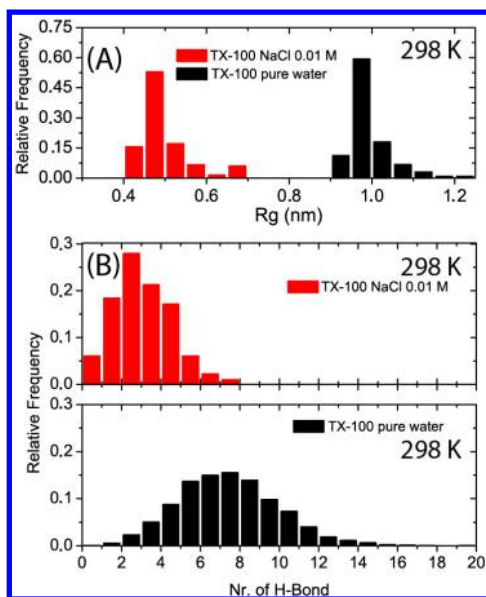 (A)
TX-100 NaCl 0.01 M
TX-100 pure water
298 K
Relative Frequency
0.75
0.60
0.45
0.30
0.15
0.00
0.4 0.6 0.8 1.0 1.2
Rg (nm)
(B)
298 K
TX-100 NaCl 0.01 M
Relative Frequency
0,3
0,2
0,1
0,0
TX-100 pure water
298 K
0.3
0.2
0.1
0.0
0 2 4 6 8 10 12 14 16 18 20
Nr. of H-Bond